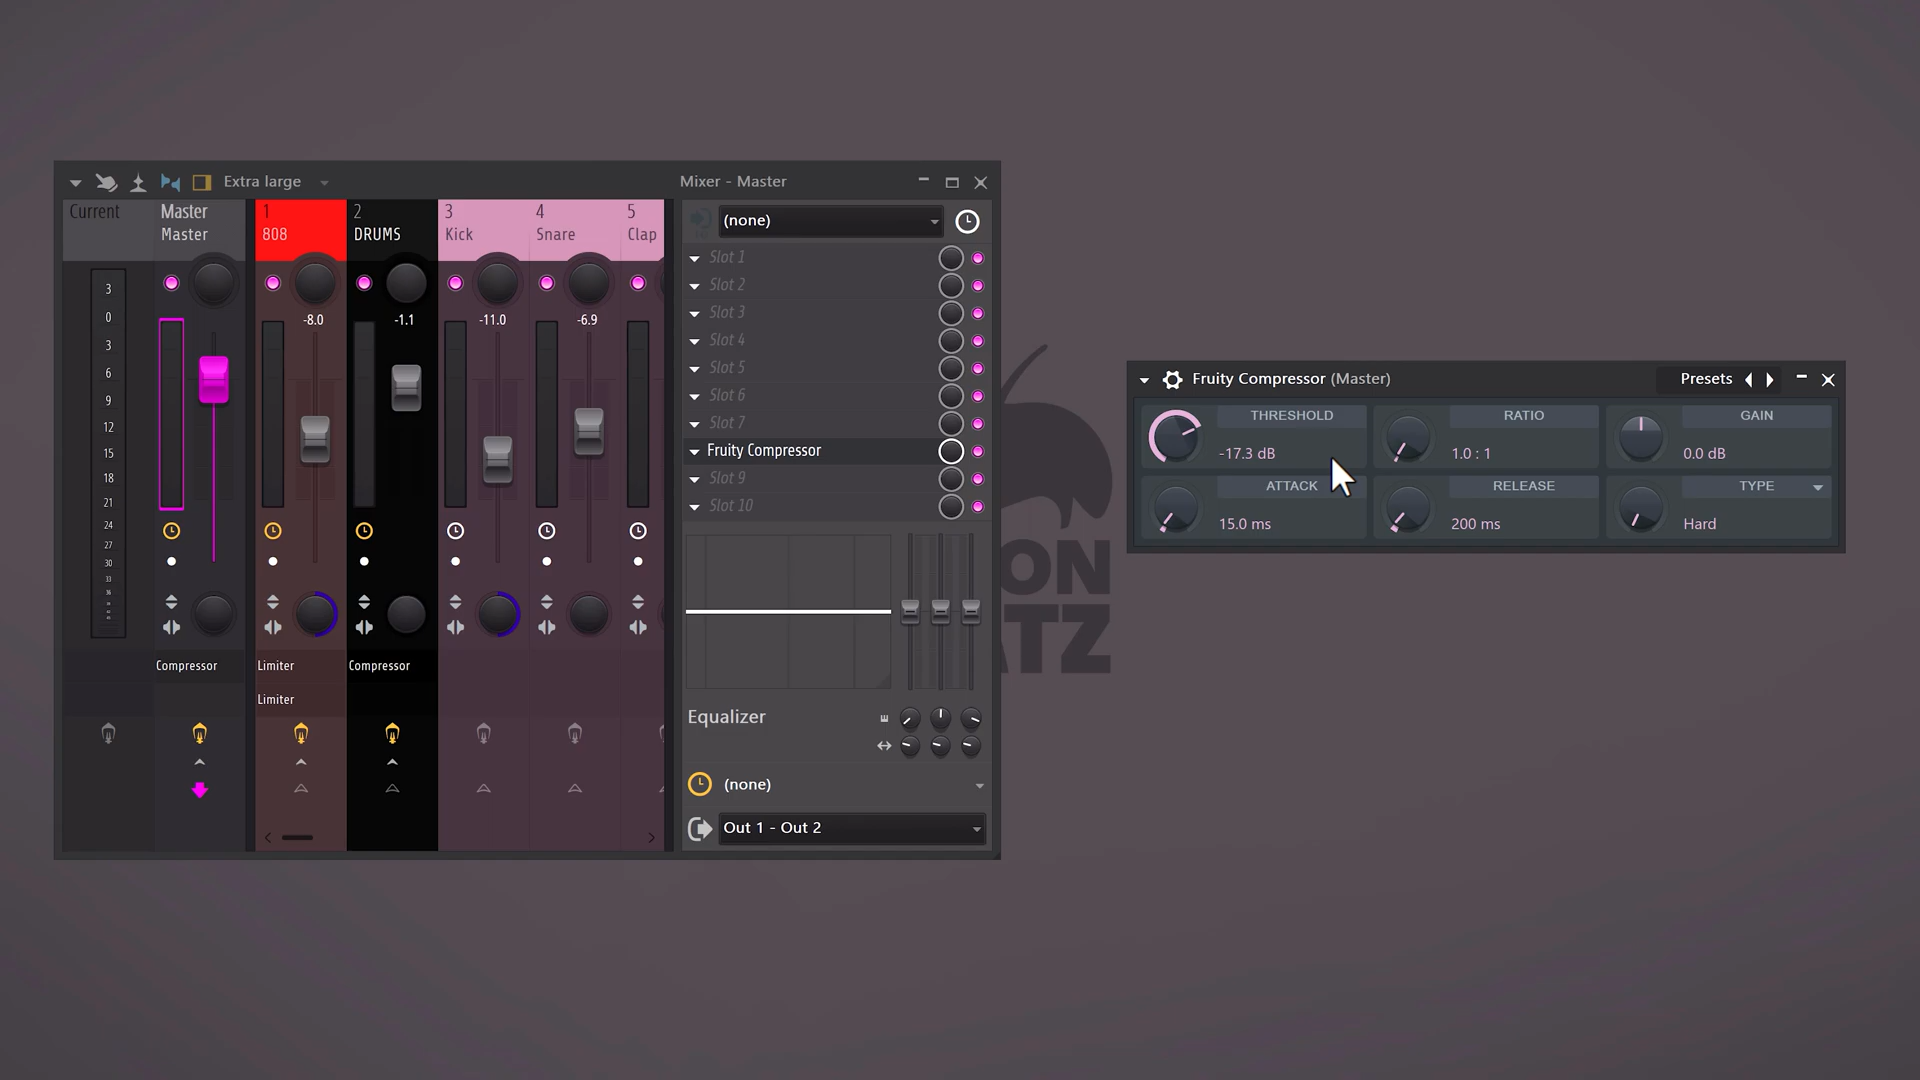 Extra large
Mixer - Master
Current
Master
Master
1
808
2
DRUMS
3
Kick
4
Snare
5
Clap
3
0
3
6
9
12
15
18
21
24
27
30
33
-8.0
-1.1
-11.0
-6.9
Compressor
Limiter
Compressor
Limiter
(none)
Slot 1
Slot 2
Slot 3
Slot 4
Slot 5
Slot 6
Slot 7
Fruity Compressor
Slot 9
Slot 10
Equalizer
(none)
Out 1 - Out 2
ON
TZ
Fruity Compressor (Master)
Presets
THRESHOLD
-17.3 dB
RATIO
1.0 : 1
GAIN
0.0 dB
ATTACK
15.0 ms
RELEASE
200 ms
TYPE
Hard